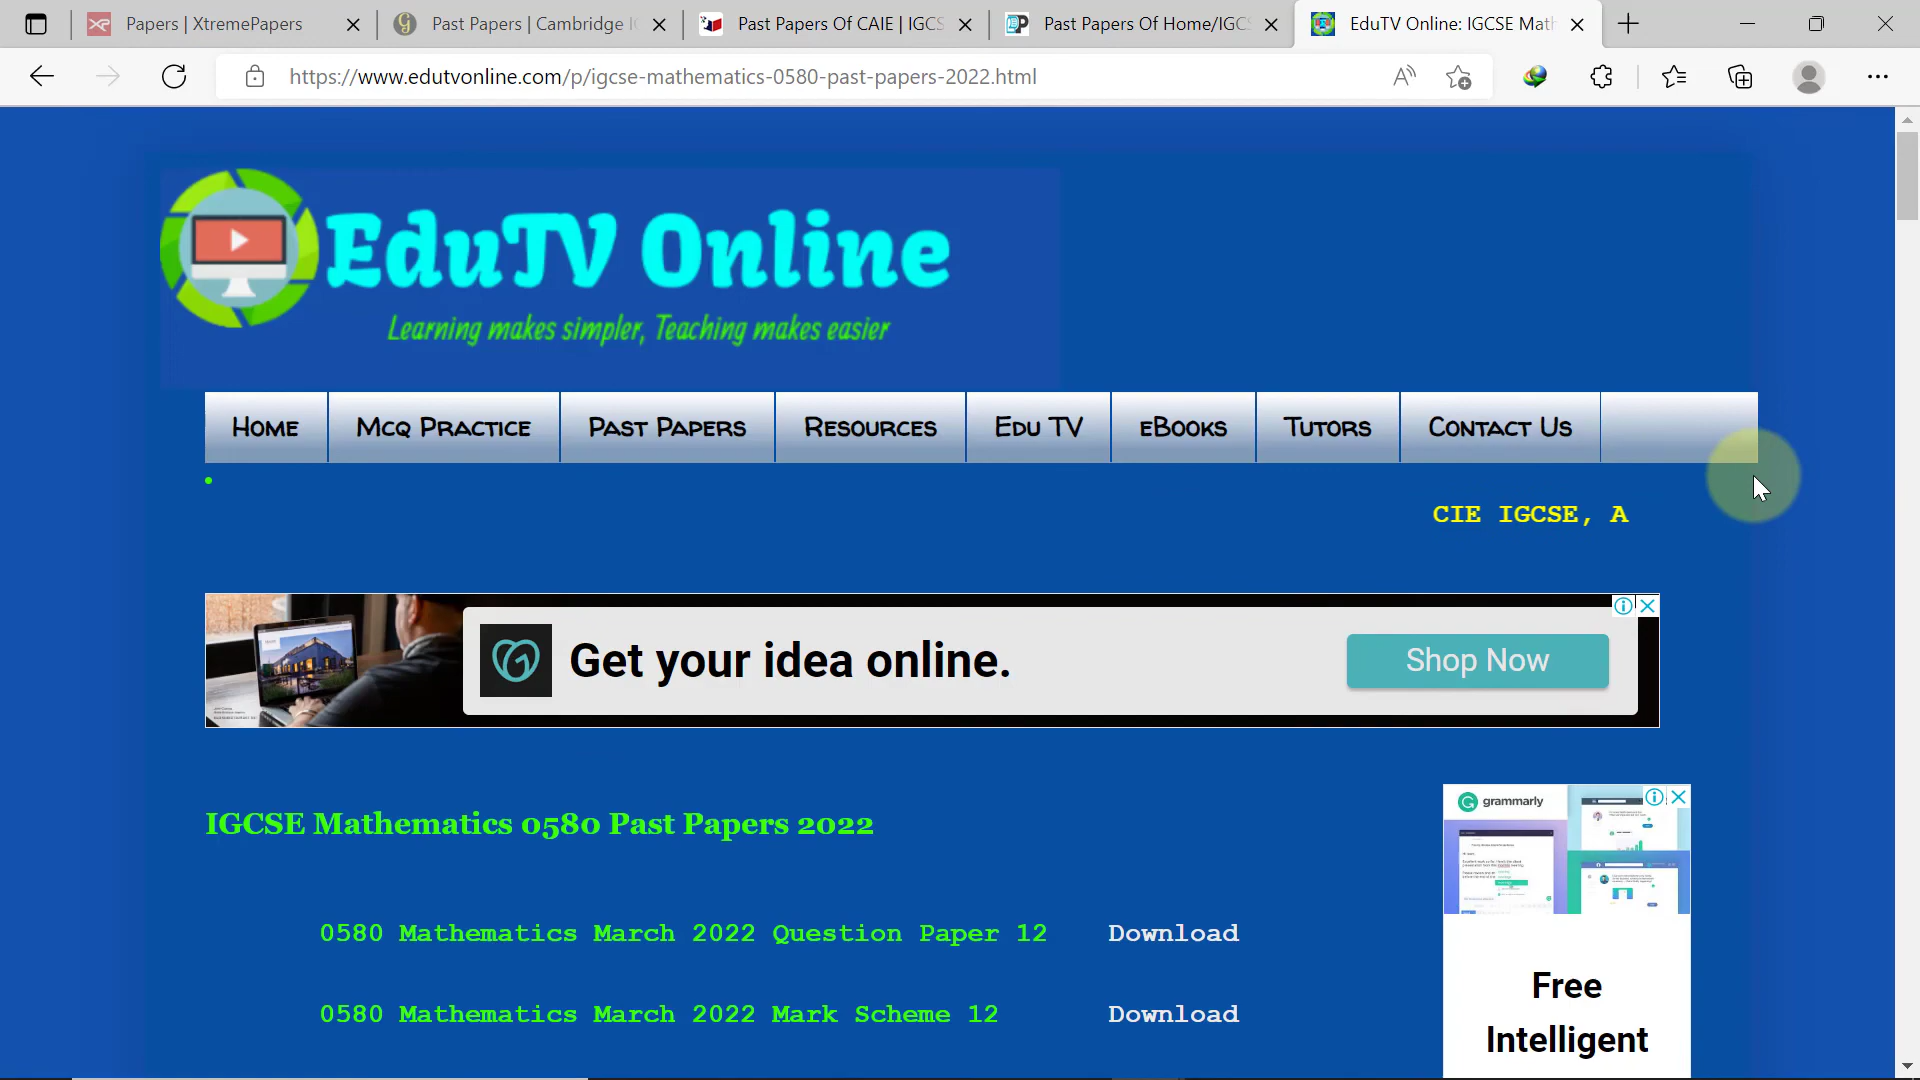 Papers | XtremePapers
Past Papers | Cambridge I
Past Papers Of CAIE | IGCS
Past Papers Of Home/IGCS
EduTV Online: IGCSE Mat
https://www.edutvonline.com/p/igcse-mathematics-0580-past-papers-2022.html
EduTV Online
Learning makes simpler, Teaching makes easier
Home
Mcq Practice
Past Papers
Resources
Edu TV
eBooks
Tutors
Contact Us
CIE IGCSE, A
Get your idea online.
Shop Now
grammarly
IGCSE Mathematics 0580 Past Papers 2022
0580 Mathematics March 2022 Question Paper 12 Download
Free
0580 Mathematics March 2022 Mark Scheme 12 Download
Intelligent